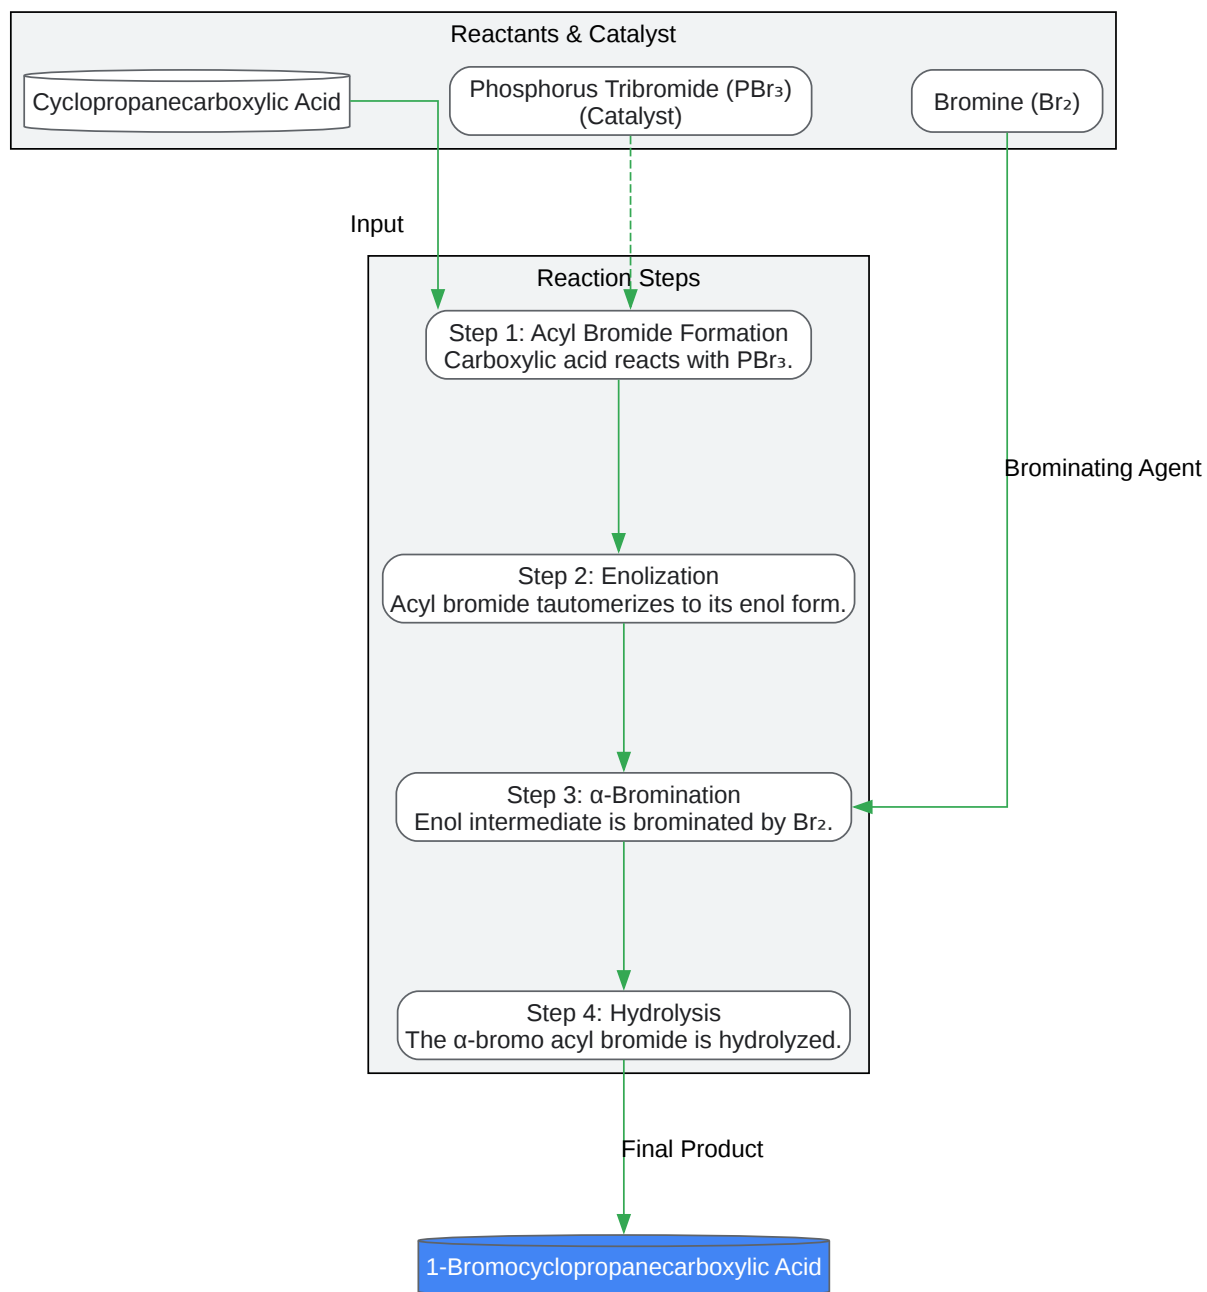 Reactants & Catalyst
Cyclopropanecarboxylic Acid
Phosphorus Tribromide (PBr₃)
(Catalyst)
Bromine (Br₂)
Input
Reaction Steps
Step 1: Acyl Bromide Formation
Carboxylic acid reacts with PBr₃.
Brominating Agent
Step 2: Enolization
Acyl bromide tautomerizes to its enol form.
Step 3: α-Bromination
Enol intermediate is brominated by Br₂.
Step 4: Hydrolysis
The α-bromo acyl bromide is hydrolyzed.
Final Product
1-Bromocyclopropanecarboxylic Acid